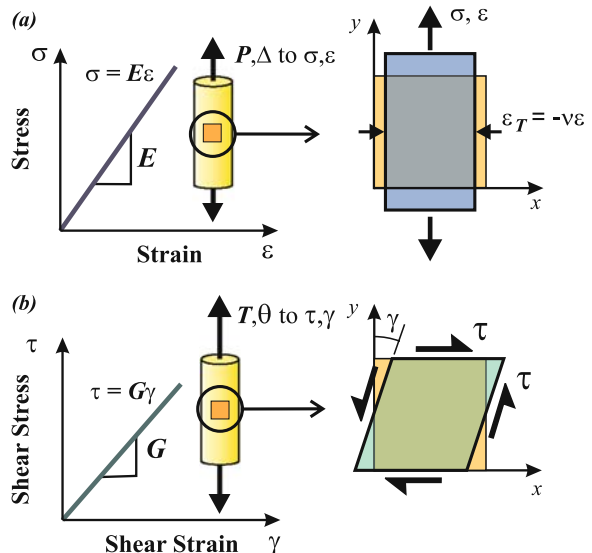 (a)
σ
σ = Eε
P,Δ to σ,ε
y
σ, ε
Stress
E
ε_T = -νε
x
Strain
ε
(b)
τ
T,θ to τ,γ
y
γ
τ
τ = Gγ
τ
Shear Stress
G
x
Shear Strain
γ